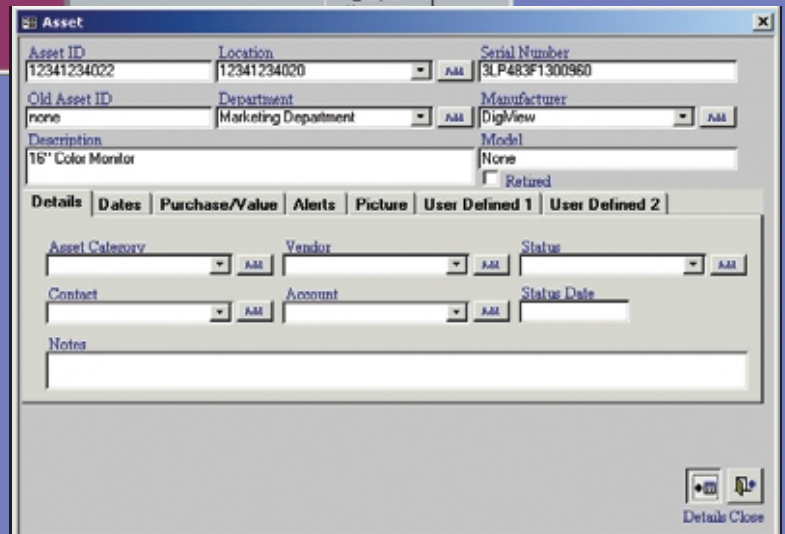 Asset
Asset ID Location Serial Number
12341234022 12341234020 Add 3LP483F1300960
Old Asset ID Department Manufacturer
none Marketing Department Add DigiView Add
Description Model
16" Color Monitor None
Retired
Details Dates Purchase/Value Alerts Picture User Defined 1 User Defined 2
Asset Category Vendor Status
Add Add Add
Contact Account Status Date
Add Add
Notes
Details Close